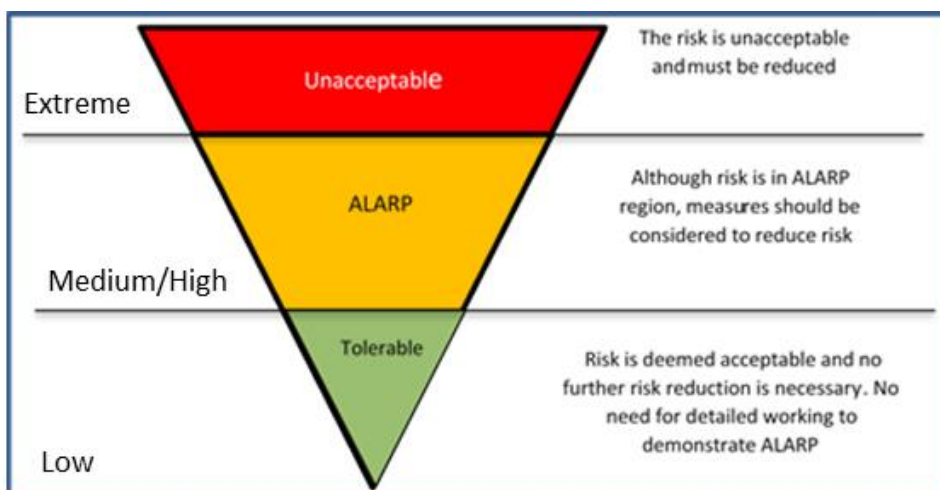 The risk is unacceptable
and must be reduced
Unacceptable
Extreme
Although risk is in ALARP
region, measures should be
considered to reduce risk
ALARP
Medium/High
Tolerable
Risk is deemed acceptable and no
further risk reduction is necessary. No
need for detailed working to
demonstrate ALARP
Low